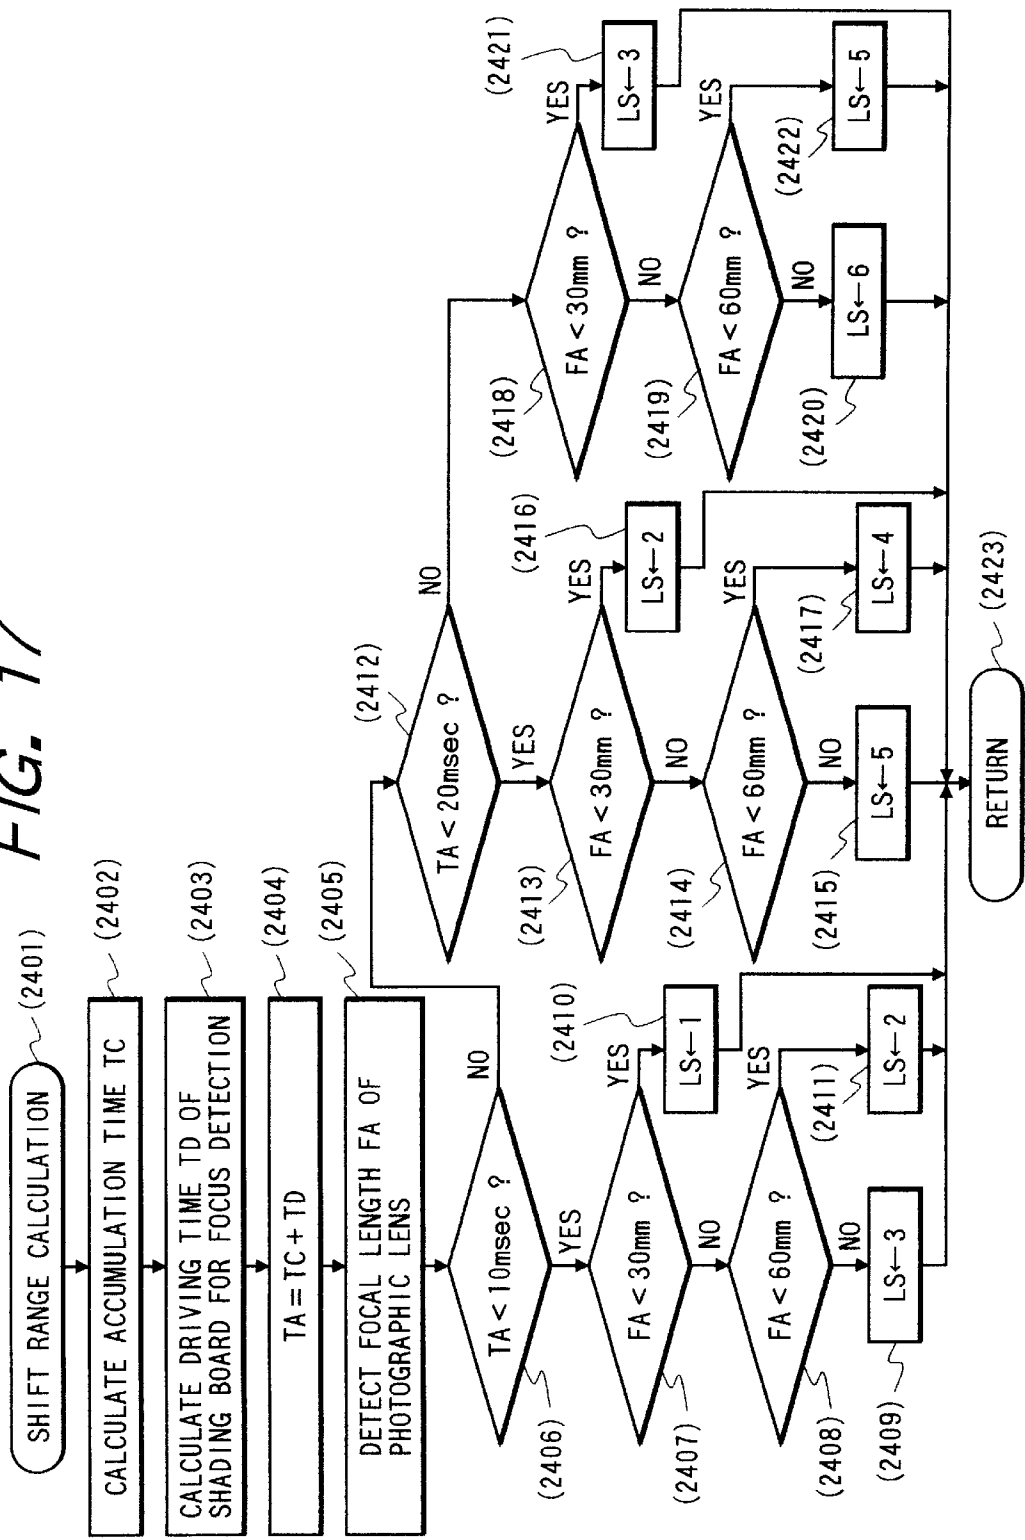 FIG. 17
SHIFT RANGE CALCULATION
(2401)
CALCULATE ACCUMULATION TIME TC
(2402)
CALCULATE DRIVING TIME TD OF
SHADING BOARD FOR FOCUS DETECTION
(2403)
TA = TC + TD
(2404)
DETECT FOCAL LENGTH FA OF
PHOTOGRAPHIC LENS
(2405)
TA < 10msec ?
(2406)
NO
YES
FA < 30mm ?
(2407)
YES
LS←1
(2410)
NO
FA < 60mm ?
(2408)
YES
LS←2
(2411)
NO
LS←3
(2409)
TA < 20msec ?
(2412)
NO
YES
FA < 30mm ?
(2413)
YES
LS←2
(2416)
NO
FA < 60mm ?
(2414)
YES
LS←4
(2417)
NO
LS←5
(2415)
FA < 30mm ?
(2418)
YES
LS←3
(2421)
NO
FA < 60mm ?
(2419)
YES
LS←5
(2422)
NO
LS←6
(2420)
RETURN
(2423)